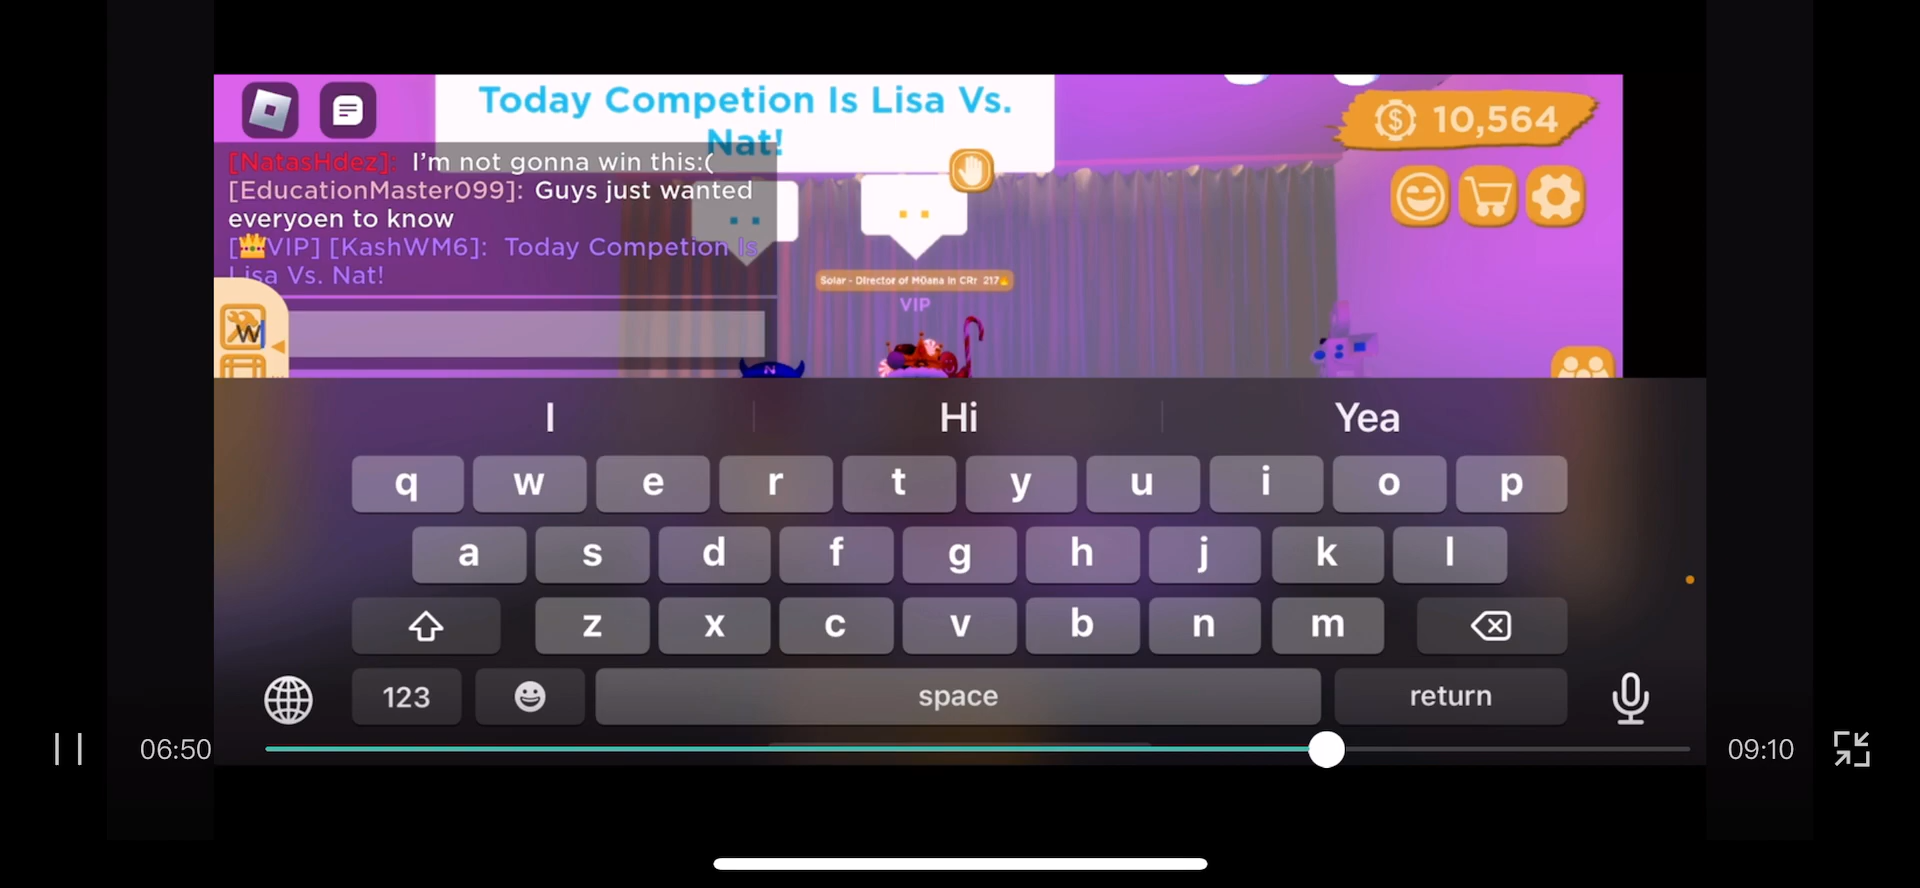 Today Competion Is Lisa Vs.
Nat!
10,564
[NatasHdez]: I'm not gonna win this:(
[EducationMaster099]: Guys just wanted
everyoen to know
[👑VIP] [KashWM6]: Today Competion Is
Lisa Vs. Nat!
Solar - Director of M0ana in CRr 217🔥
VIP
W
N
I Hi Yea
q w e r t y u i o p
a s d f g h j k l
z x c v b n m
123 space return
06:50 09:10